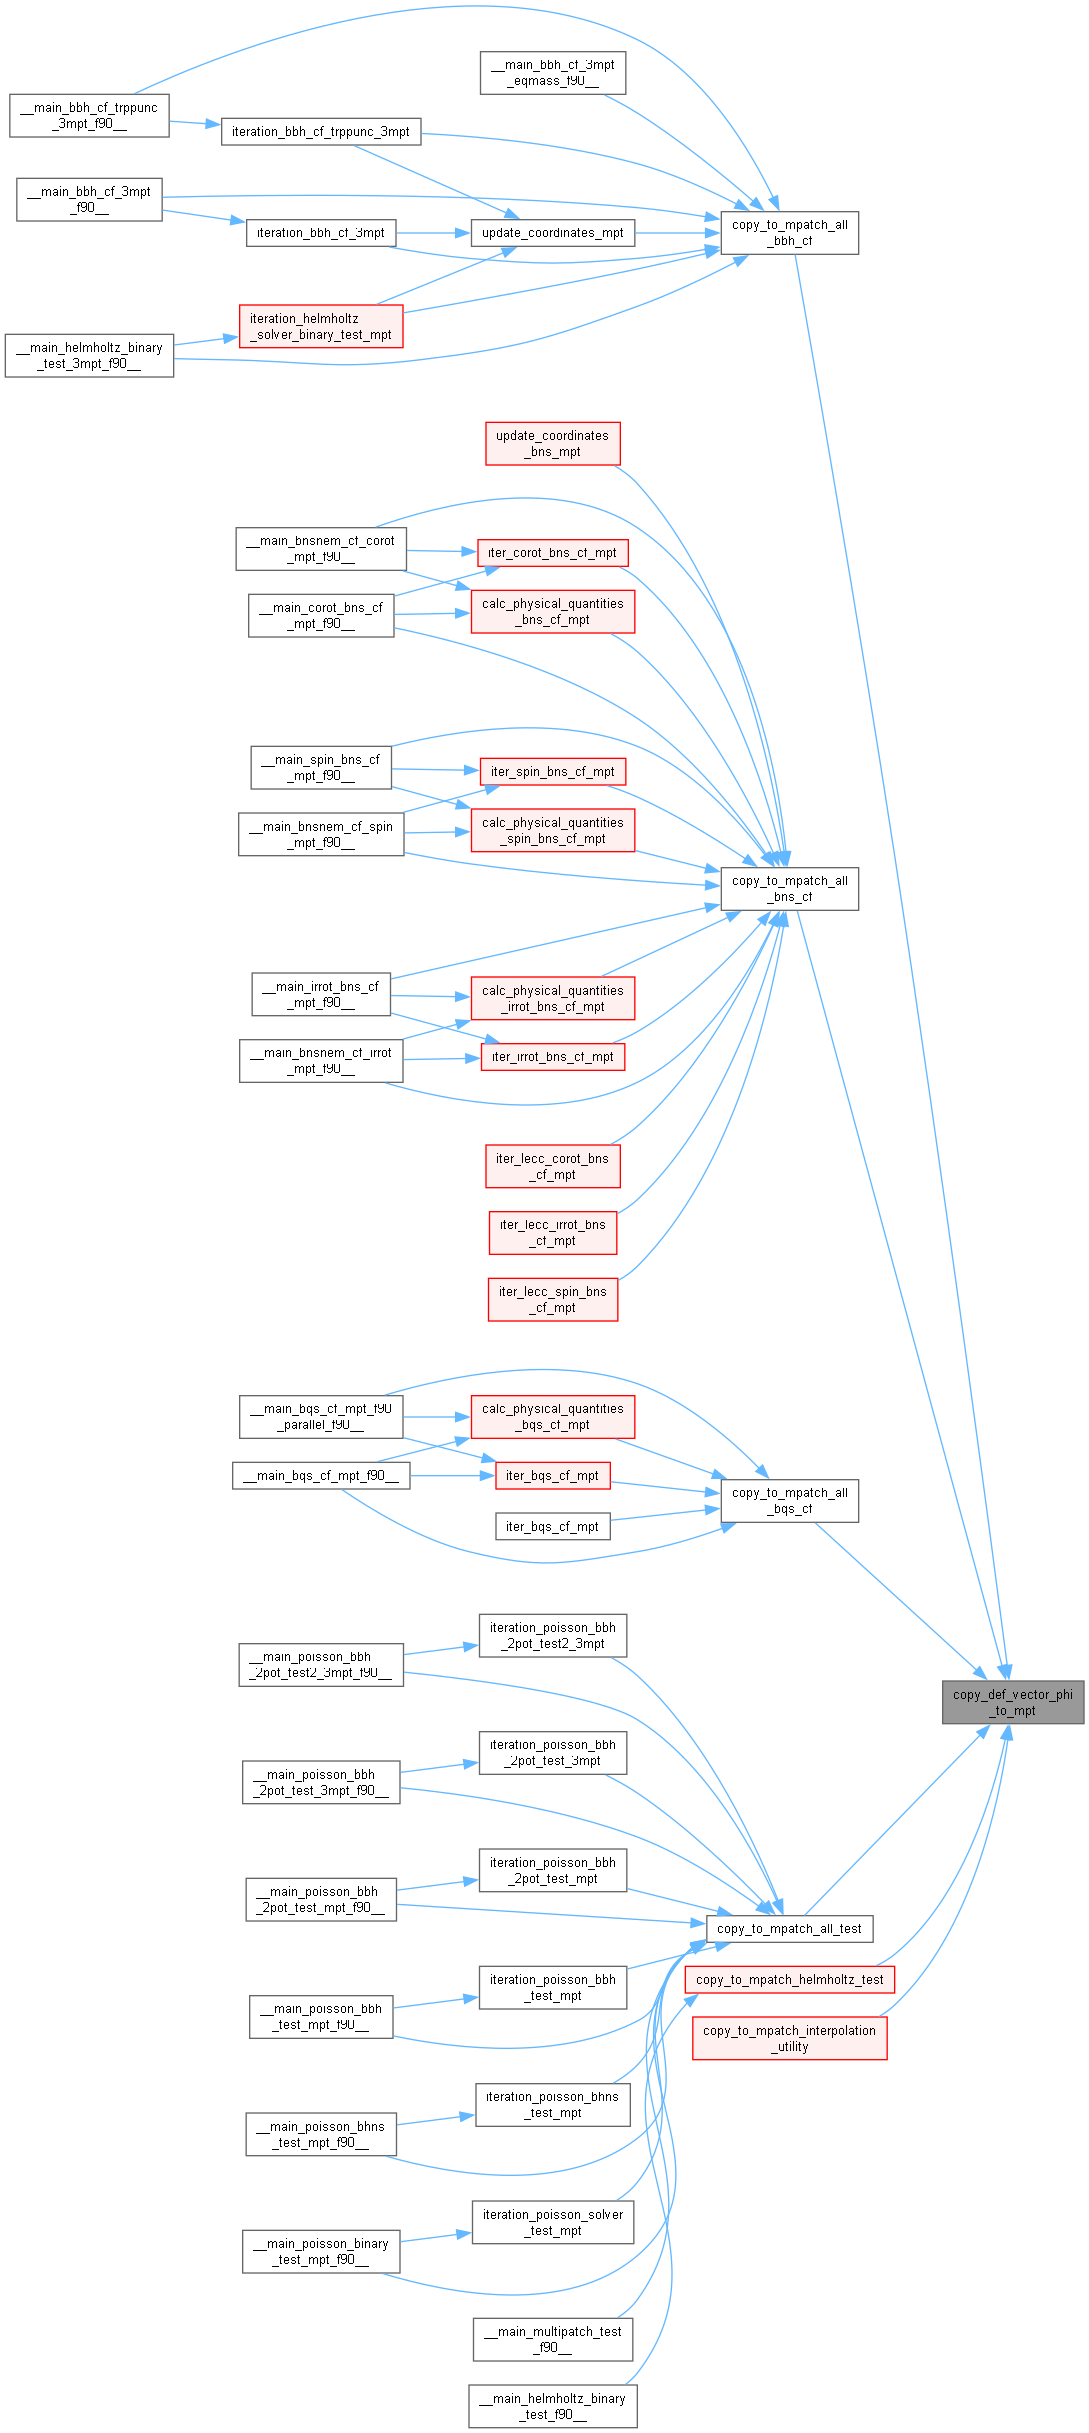 __main_bbh_cf_3mpt
_eqmass_f90__
__main_bbh_cf_trppunc
_3mpt_f90__
iteration_bbh_cf_trppunc_3mpt
__main_bbh_cf_3mpt
_f90__
iteration_bbh_cf_3mpt
update_coordinates_mpt
copy_to_mpatch_all
_bbh_cf
iteration_helmholtz
_solver_binary_test_mpt
__main_helmholtz_binary
_test_3mpt_f90__
update_coordinates
_bns_mpt
__main_bnsnem_cf_corot
_mpt_f90__
iter_corot_bns_cf_mpt
__main_corot_bns_cf
_mpt_f90__
calc_physical_quantities
_bns_cf_mpt
__main_spin_bns_cf
_mpt_f90__
iter_spin_bns_cf_mpt
__main_bnsnem_cf_spin
_mpt_f90__
calc_physical_quantities
_spin_bns_cf_mpt
copy_to_mpatch_all
_bns_cf
__main_irrot_bns_cf
_mpt_f90__
calc_physical_quantities
_irrot_bns_cf_mpt
__main_bnsnem_cf_irrot
_mpt_f90__
iter_irrot_bns_cf_mpt
iter_lecc_corot_bns
_cf_mpt
iter_lecc_irrot_bns
_cf_mpt
iter_lecc_spin_bns
_cf_mpt
__main_bqs_cf_mpt_f90
_parallel_f90__
calc_physical_quantities
_bqs_cf_mpt
__main_bqs_cf_mpt_f90__
iter_bqs_cf_mpt
copy_to_mpatch_all
_bqs_cf
iter_bqs_cf_mpt
iteration_poisson_bbh
_2pot_test2_3mpt
__main_poisson_bbh
_2pot_test2_3mpt_f90__
copy_def_vector_phi
_to_mpt
iteration_poisson_bbh
_2pot_test_3mpt
__main_poisson_bbh
_2pot_test_3mpt_f90__
iteration_poisson_bbh
_2pot_test_mpt
__main_poisson_bbh
_2pot_test_mpt_f90__
copy_to_mpatch_all_test
iteration_poisson_bbh
_test_mpt
copy_to_mpatch_helmholtz_test
__main_poisson_bbh
_test_mpt_f90__
copy_to_mpatch_interpolation
_utility
iteration_poisson_bhns
_test_mpt
__main_poisson_bhns
_test_mpt_f90__
iteration_poisson_solver
_test_mpt
__main_poisson_binary
_test_mpt_f90__
__main_multipatch_test
_f90__
__main_helmholtz_binary
_test_f90__